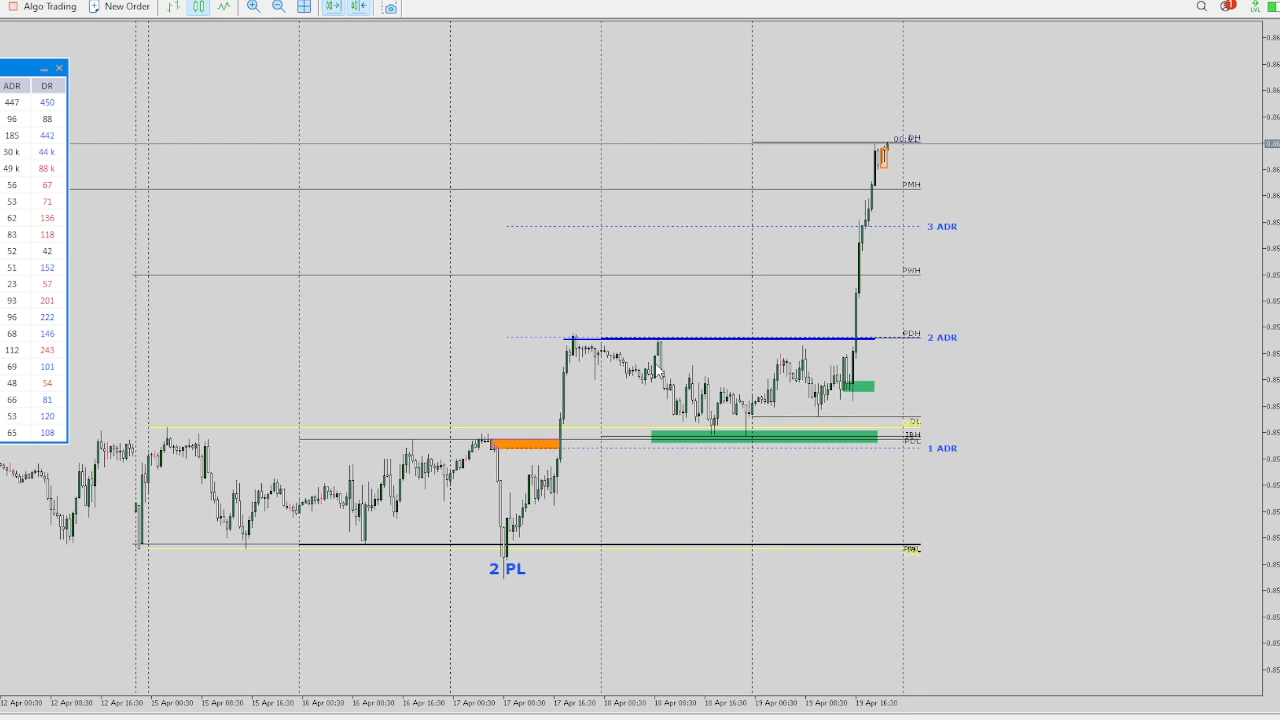 Algo Trading New Order
ADR DR
447 450
96 88
185 442
30 k 44 k
49 k 88 k
56 67
53 71
62 136
83 118
52 42
51 152
23 57
93 201
96 222
68 146
112 243
69 101
48 54
66 81
53 120
65 108
PMH
3 ADR
PWH
PDH
2 ADR
PDL
1 ADR
2 PL
12 Apr 00:30 12 Apr 08:30 12 Apr 16:30 15 Apr 00:30 15 Apr 08:30 15 Apr 16:30 16 Apr 00:30 16 Apr 08:30 16 Apr 16:30 17 Apr 00:30 17 Apr 08:30 17 Apr 16:30 18 Apr 00:30 18 Apr 08:30 18 Apr 16:30 19 Apr 00:30 19 Apr 08:30 19 Apr 16:30